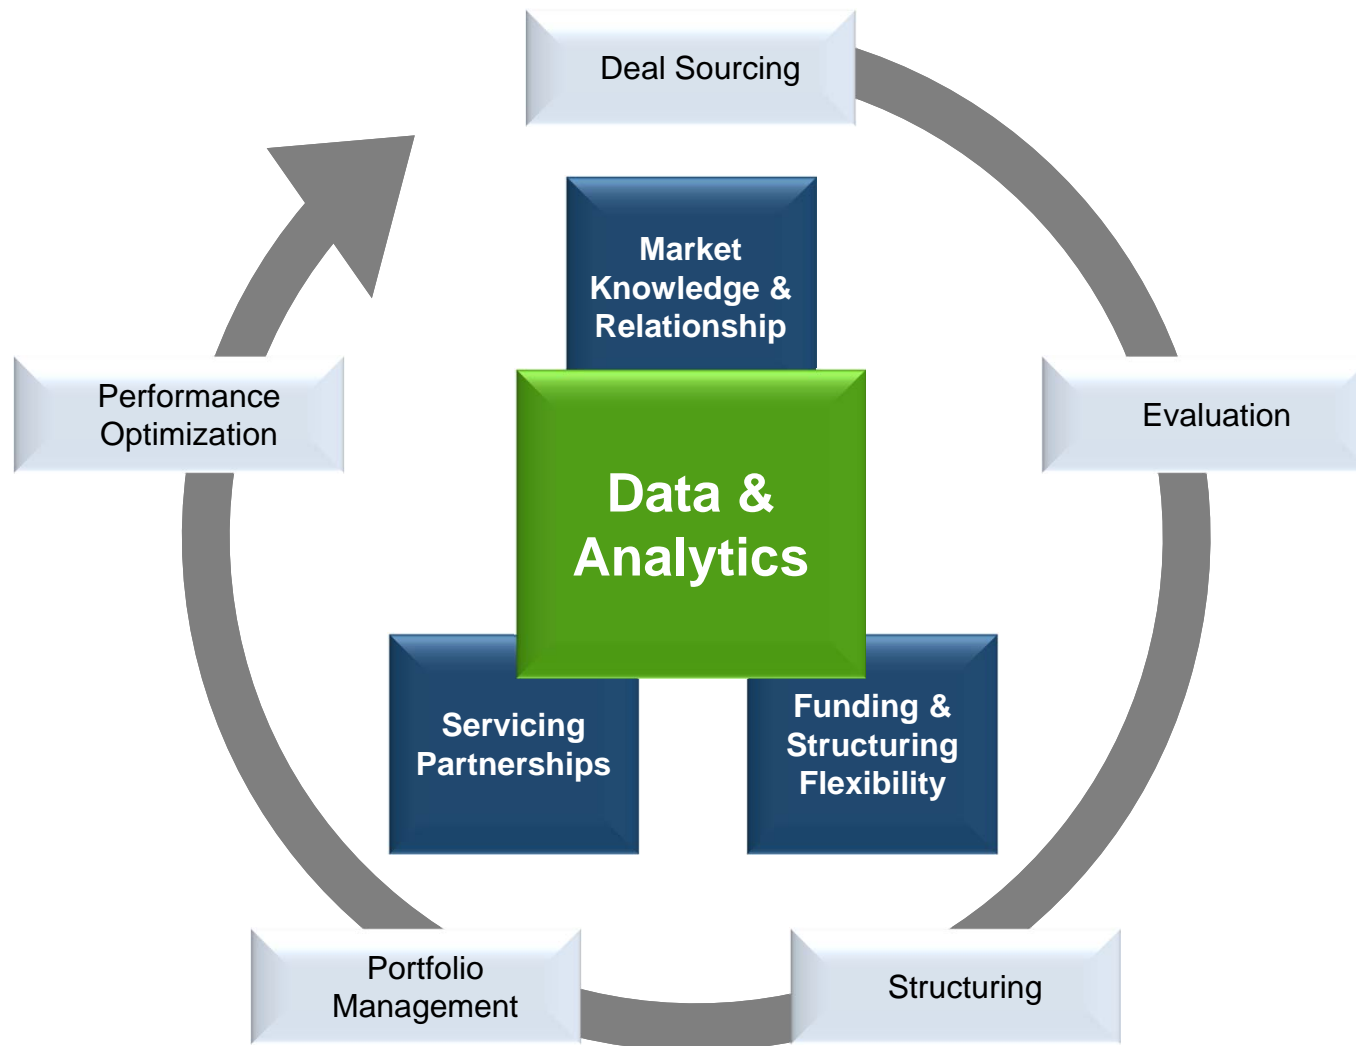 Deal Sourcing
Market
Knowledge &
Relationship
Performance
Optimization
Evaluation
Data &
Analytics
Servicing
Partnerships
Funding &
Structuring
Flexibility
Portfolio
Management
Structuring